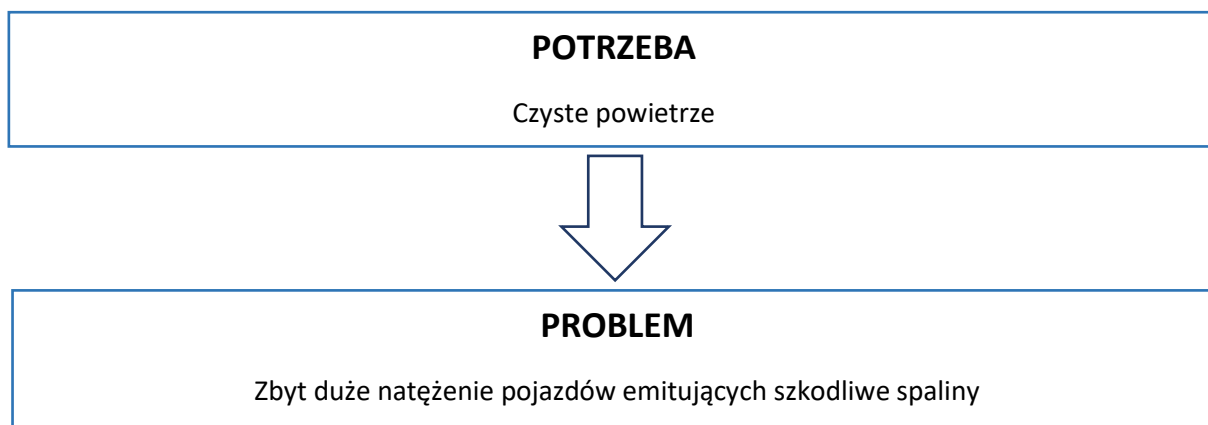 POTRZEBA
Czyste powietrze
PROBLEM
Zbyt duże natężenie pojazdów emitujących szkodliwe spaliny